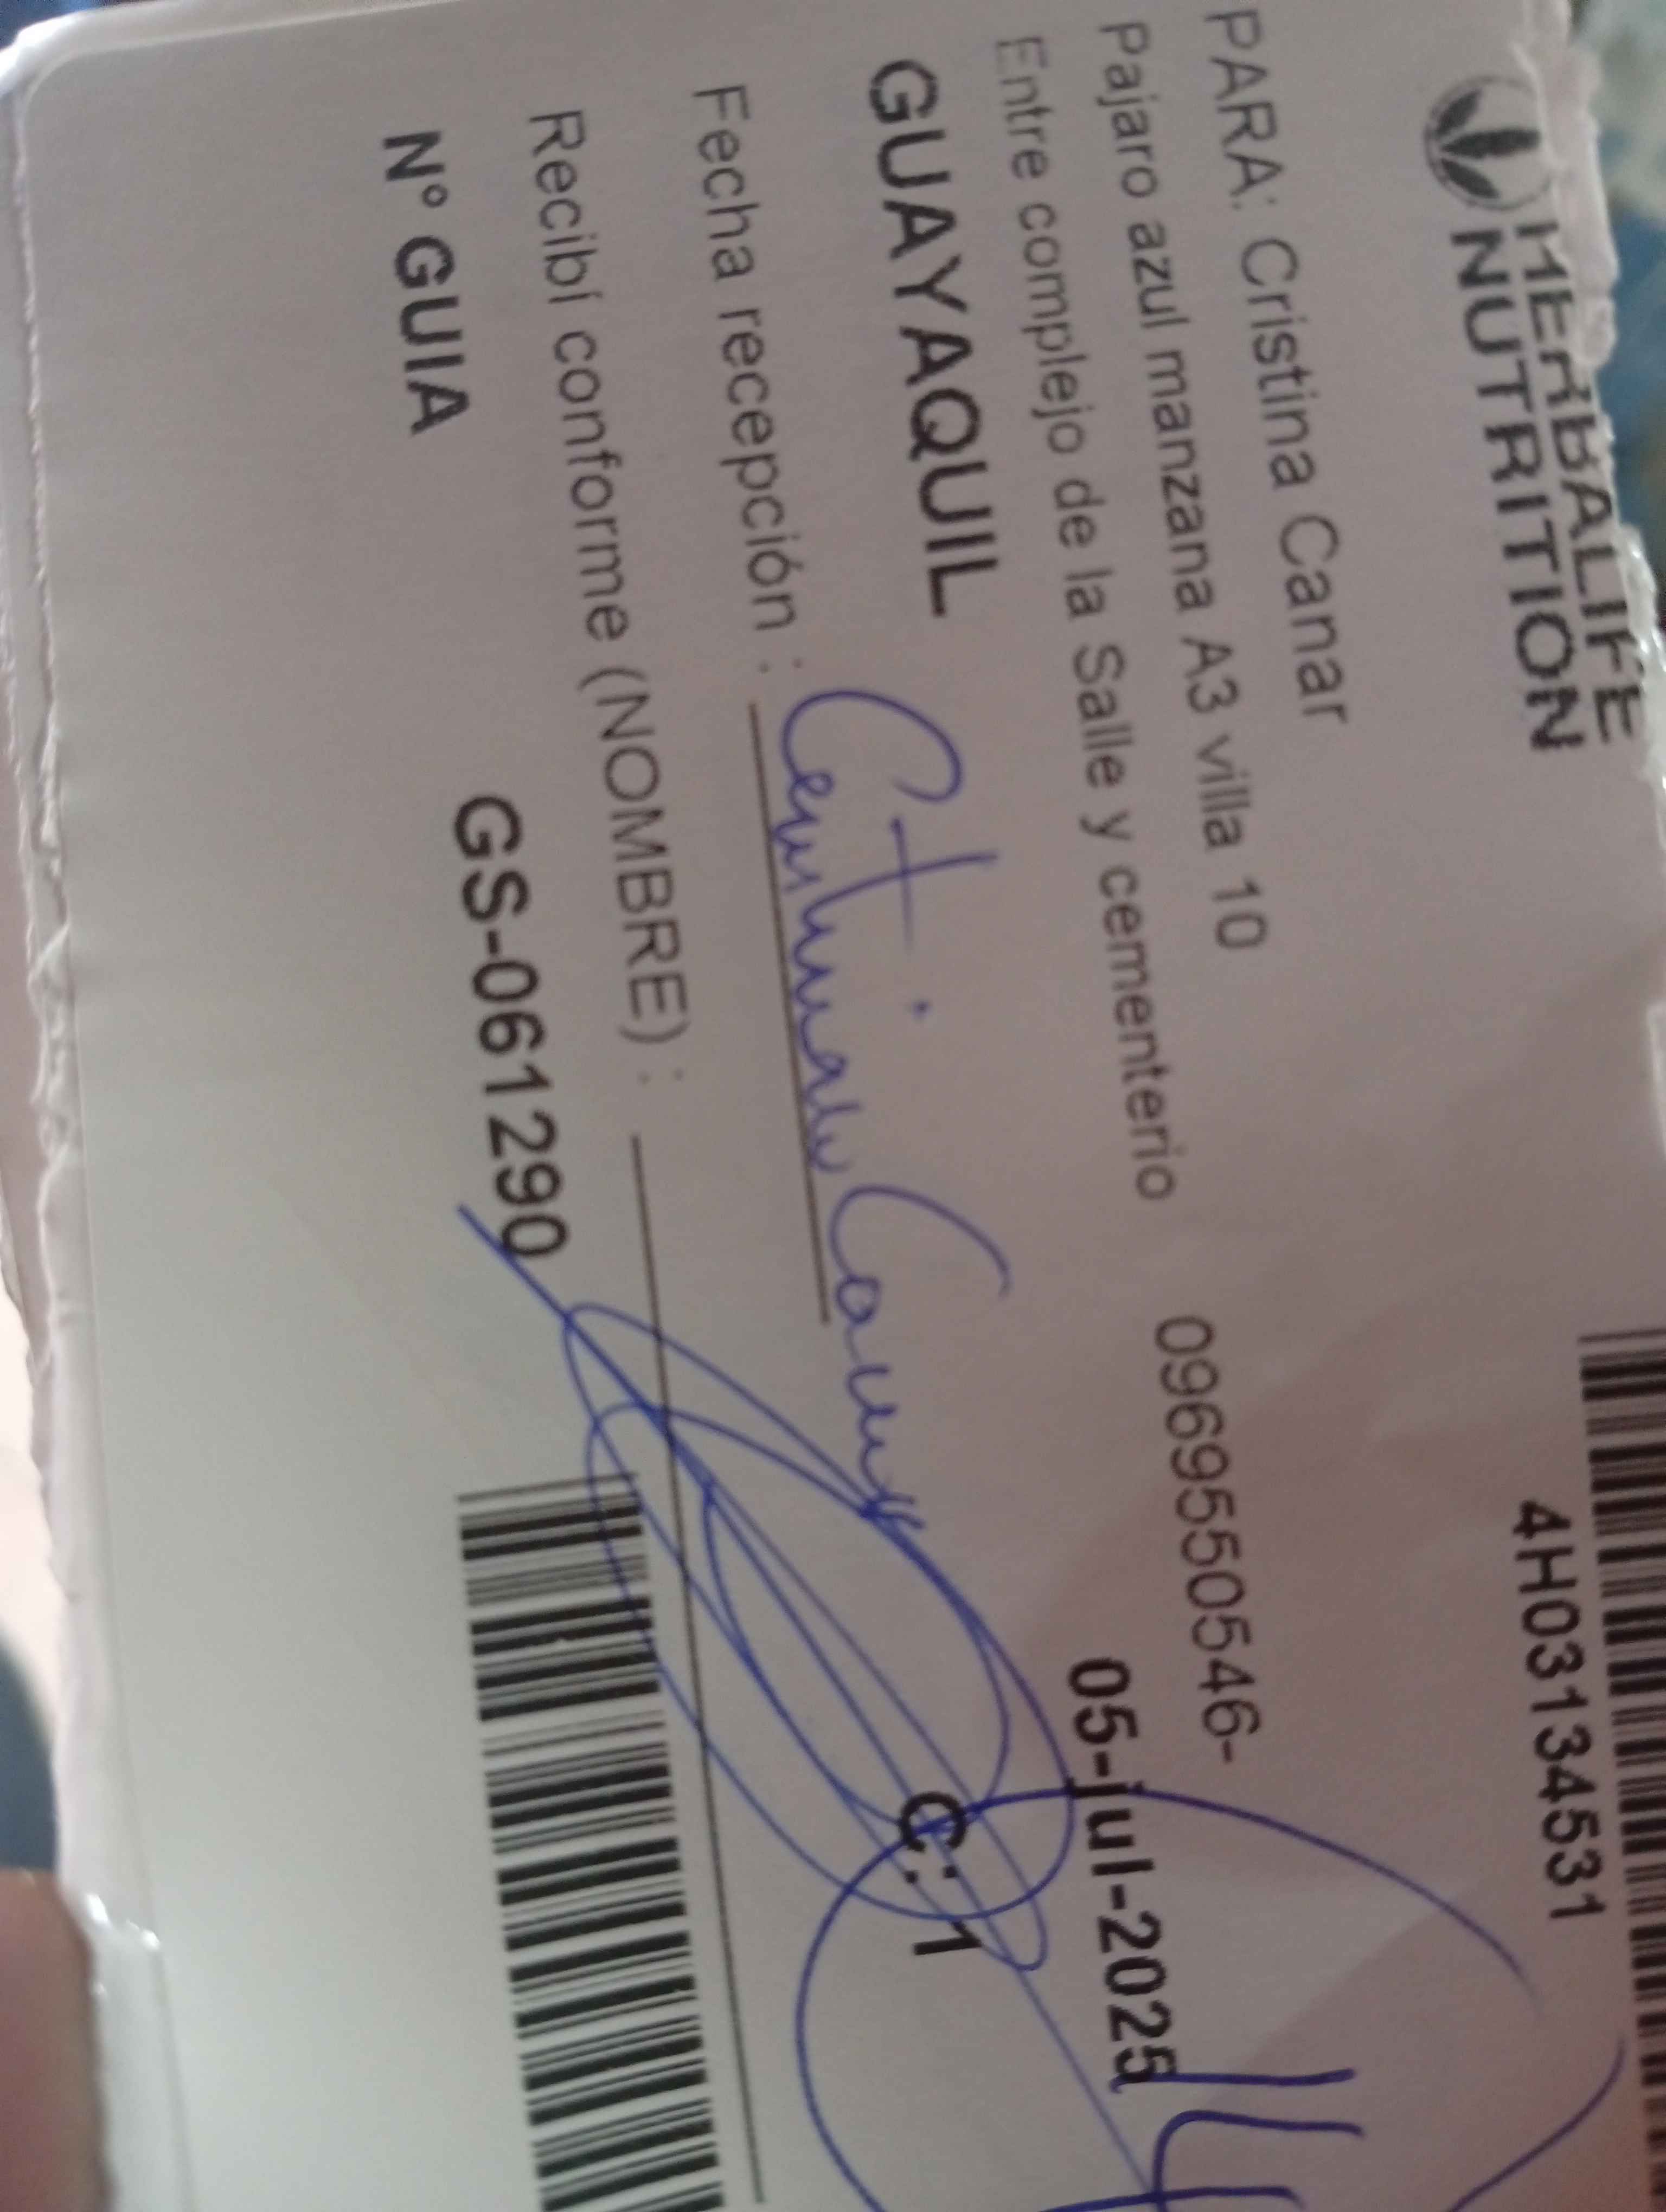 HERBALIFE
NUTRITION
4H03134531
PARA: Cristina Canar
Pajaro azul manzana A3 villa 10
0969550546-
Entre complejo de la Salle y cementerio
05-jul-2025
GUAYAQUIL
C: 1
Fecha recepción :
Recibí conforme (NOMBRE) :
N° GUIA
GS-061290